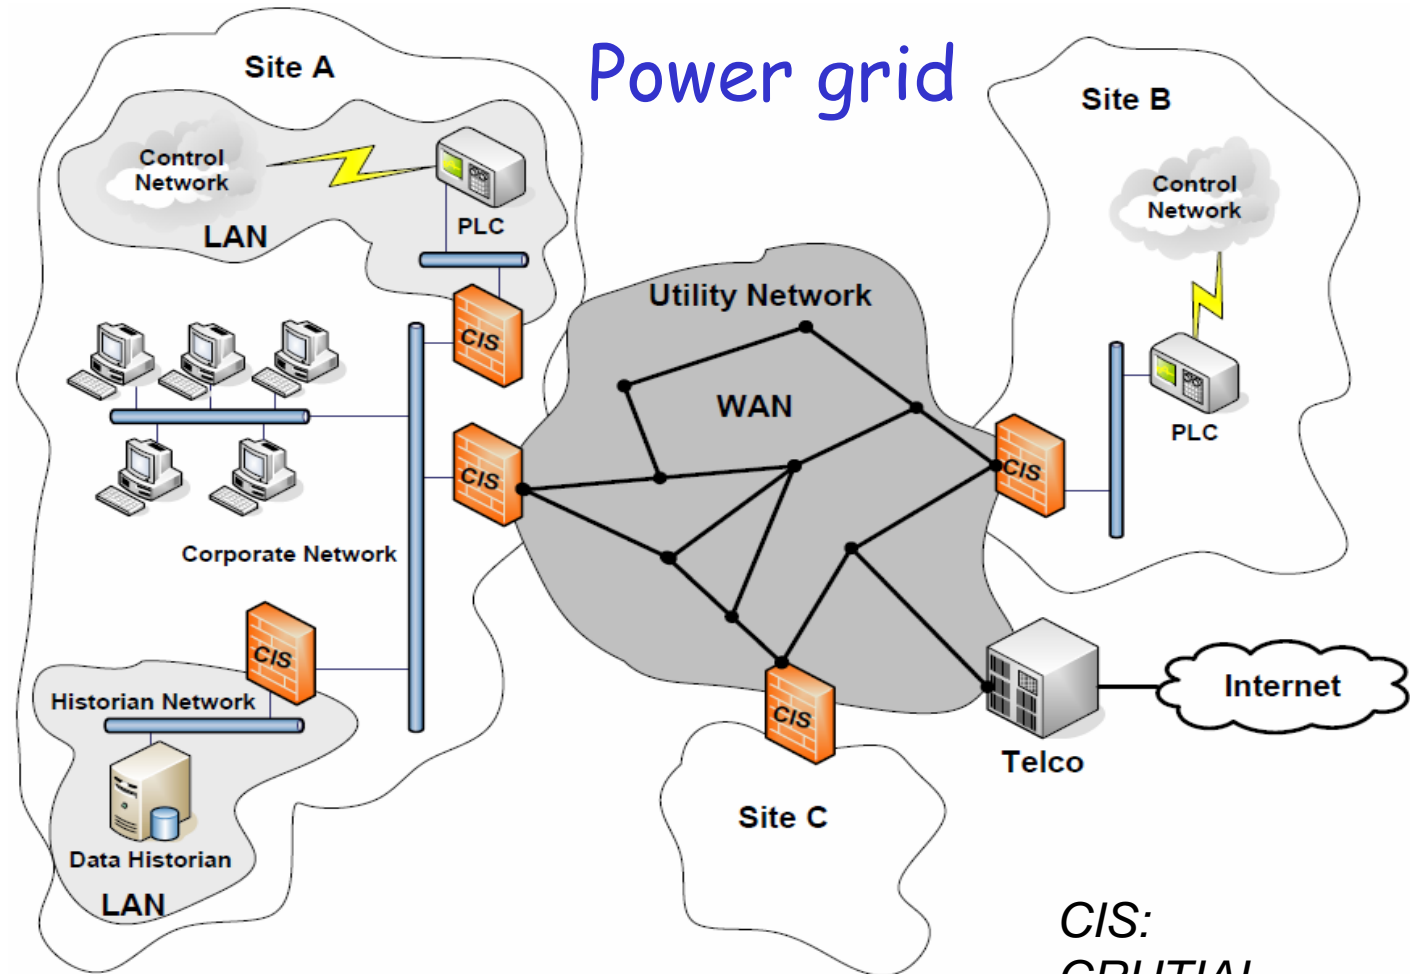 Power grid
Site A
Control
Network
LAN
PLC
CIS
CIS
Corporate Network
CIS
Historian Network
Data Historian
LAN
Utility Network
WAN
Site B
Control
Network
PLC
CIS
CIS
Site C
Telco
Internet
CIS: